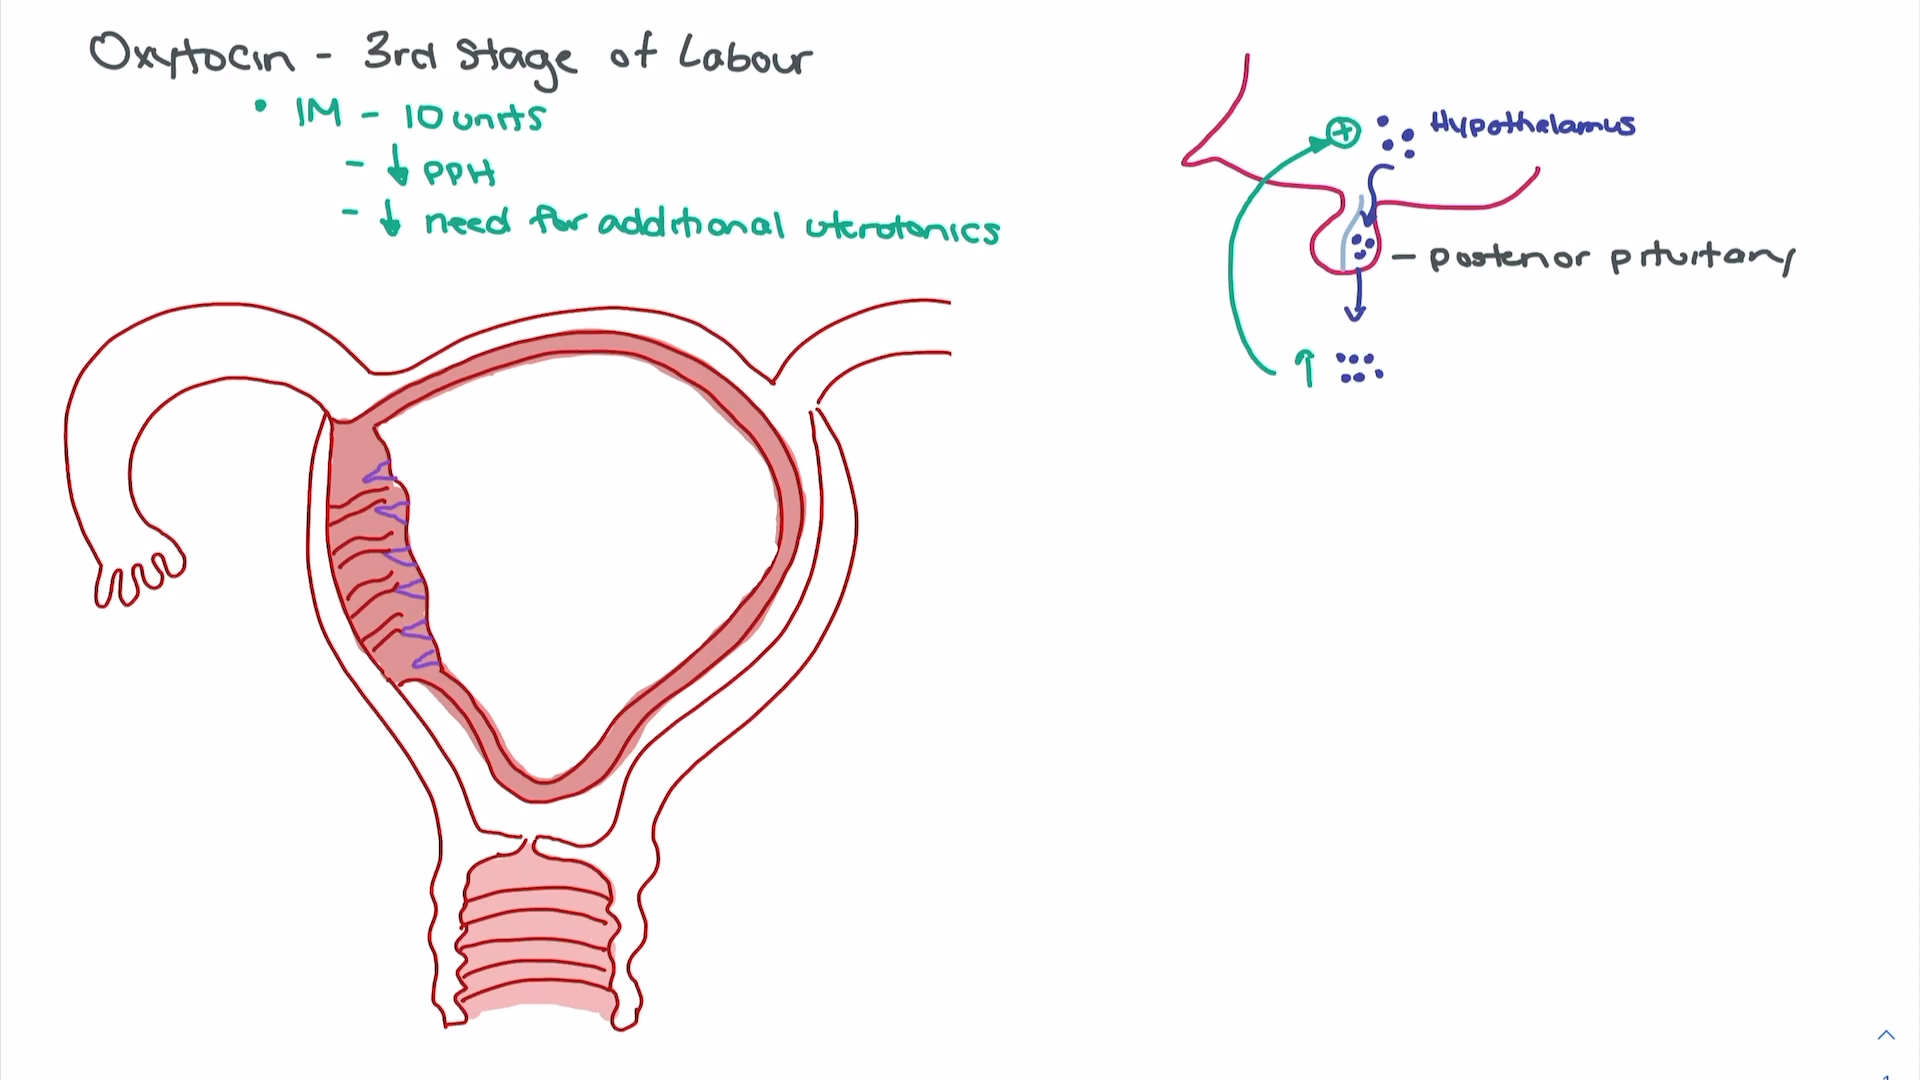 Oxytocin - 3rd Stage of Labour
• IM - 10 units
- ↓ PPH
- ↓ need for additional uterotonics
Hypothalamus
- posterior pituitary